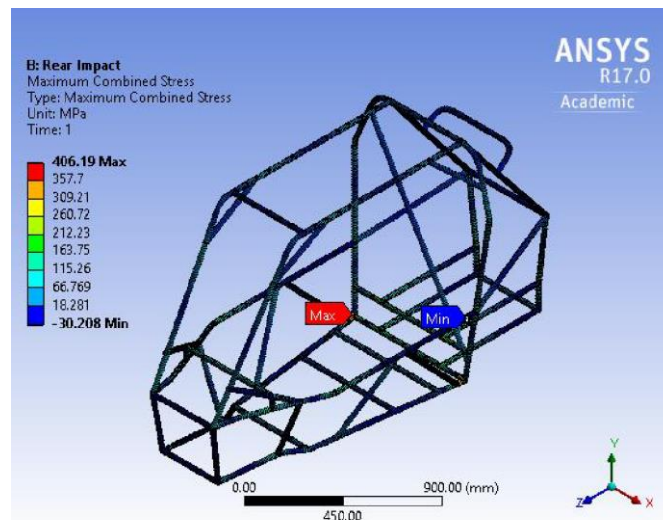 B: Rear Impact
Maximum Combined Stress
Type: Maximum Combined Stress
Unit: MPa
Time: 1
406.19 Max
357.7
309.21
260.72
212.23
163.75
115.26
66.769
18.281
-30.208 Min
ANSYS
R17.0
Academic
Max
Min
0.00
900.00 (mm)
450.00
Y
Z
X